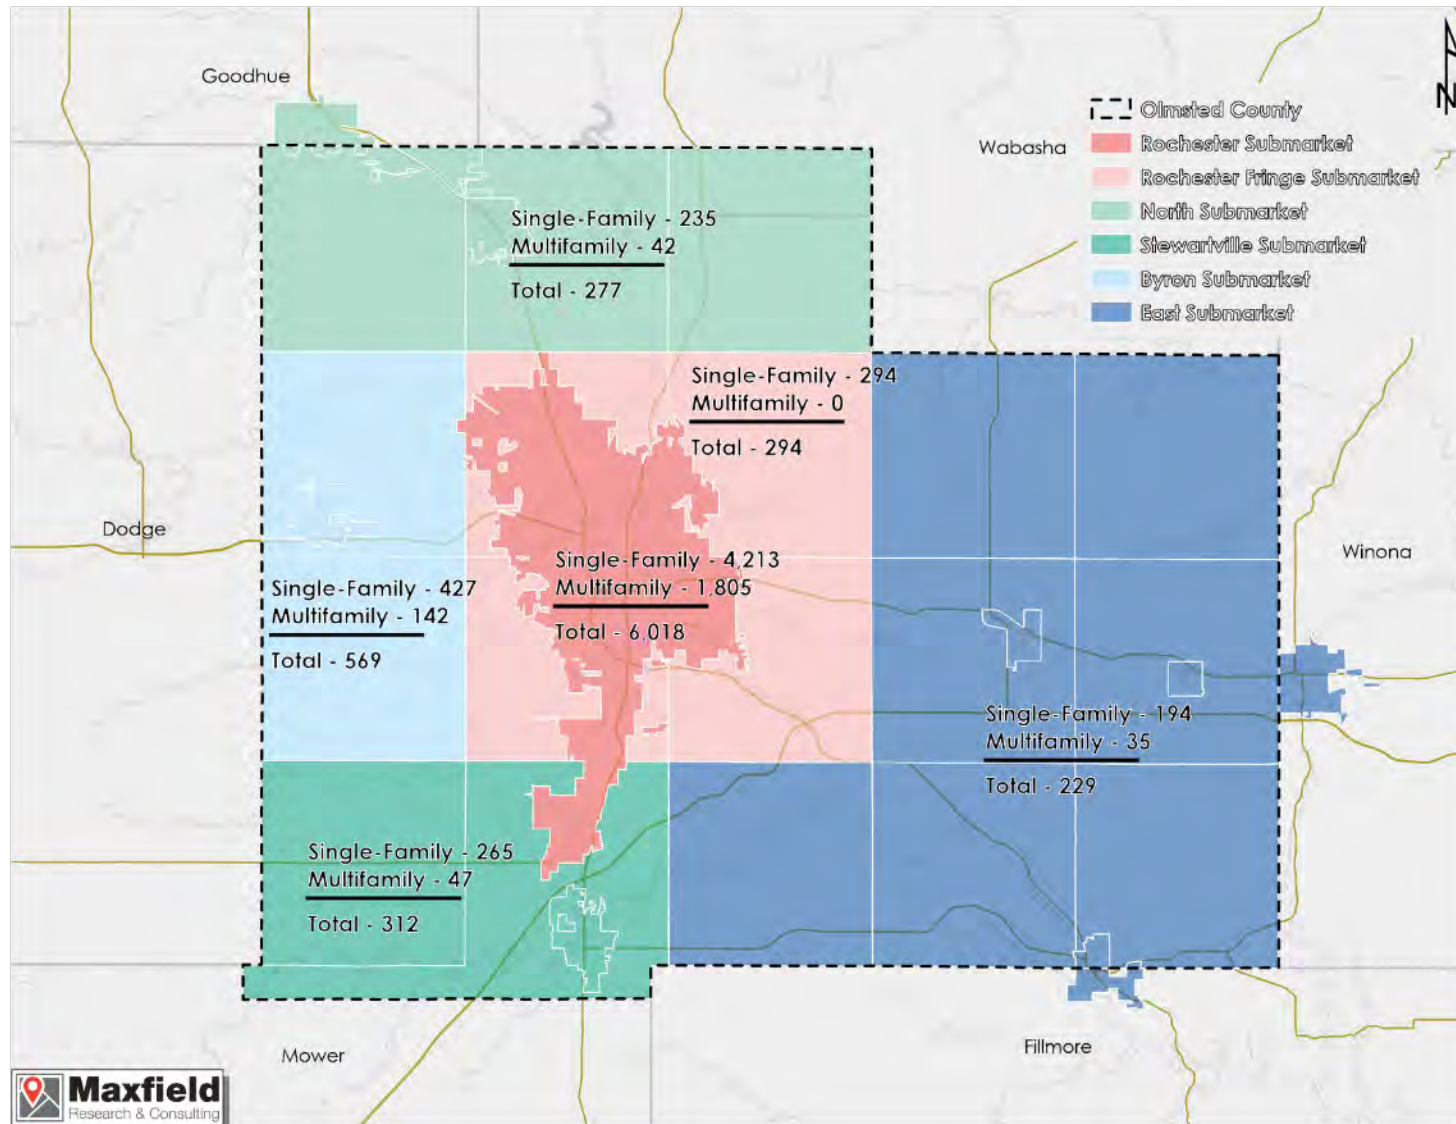 Goodhue
Wabasha
N
Olmsted County
Rochester Submarket
Rochester Fringe Submarket
North Submarket
Stewartville Submarket
Byron Submarket
East Submarket
Single-Family - 235
Multifamily - 42
Total - 277
Single-Family - 294
Multifamily - 0
Total - 294
Dodge
Winona
Single-Family - 4,213
Multifamily - 1,805
Total - 6,018
Single-Family - 427
Multifamily - 142
Total - 569
Single-Family - 194
Multifamily - 35
Total - 229
Single-Family - 265
Multifamily - 47
Total - 312
Mower
Fillmore
Maxfield
Research & Consulting